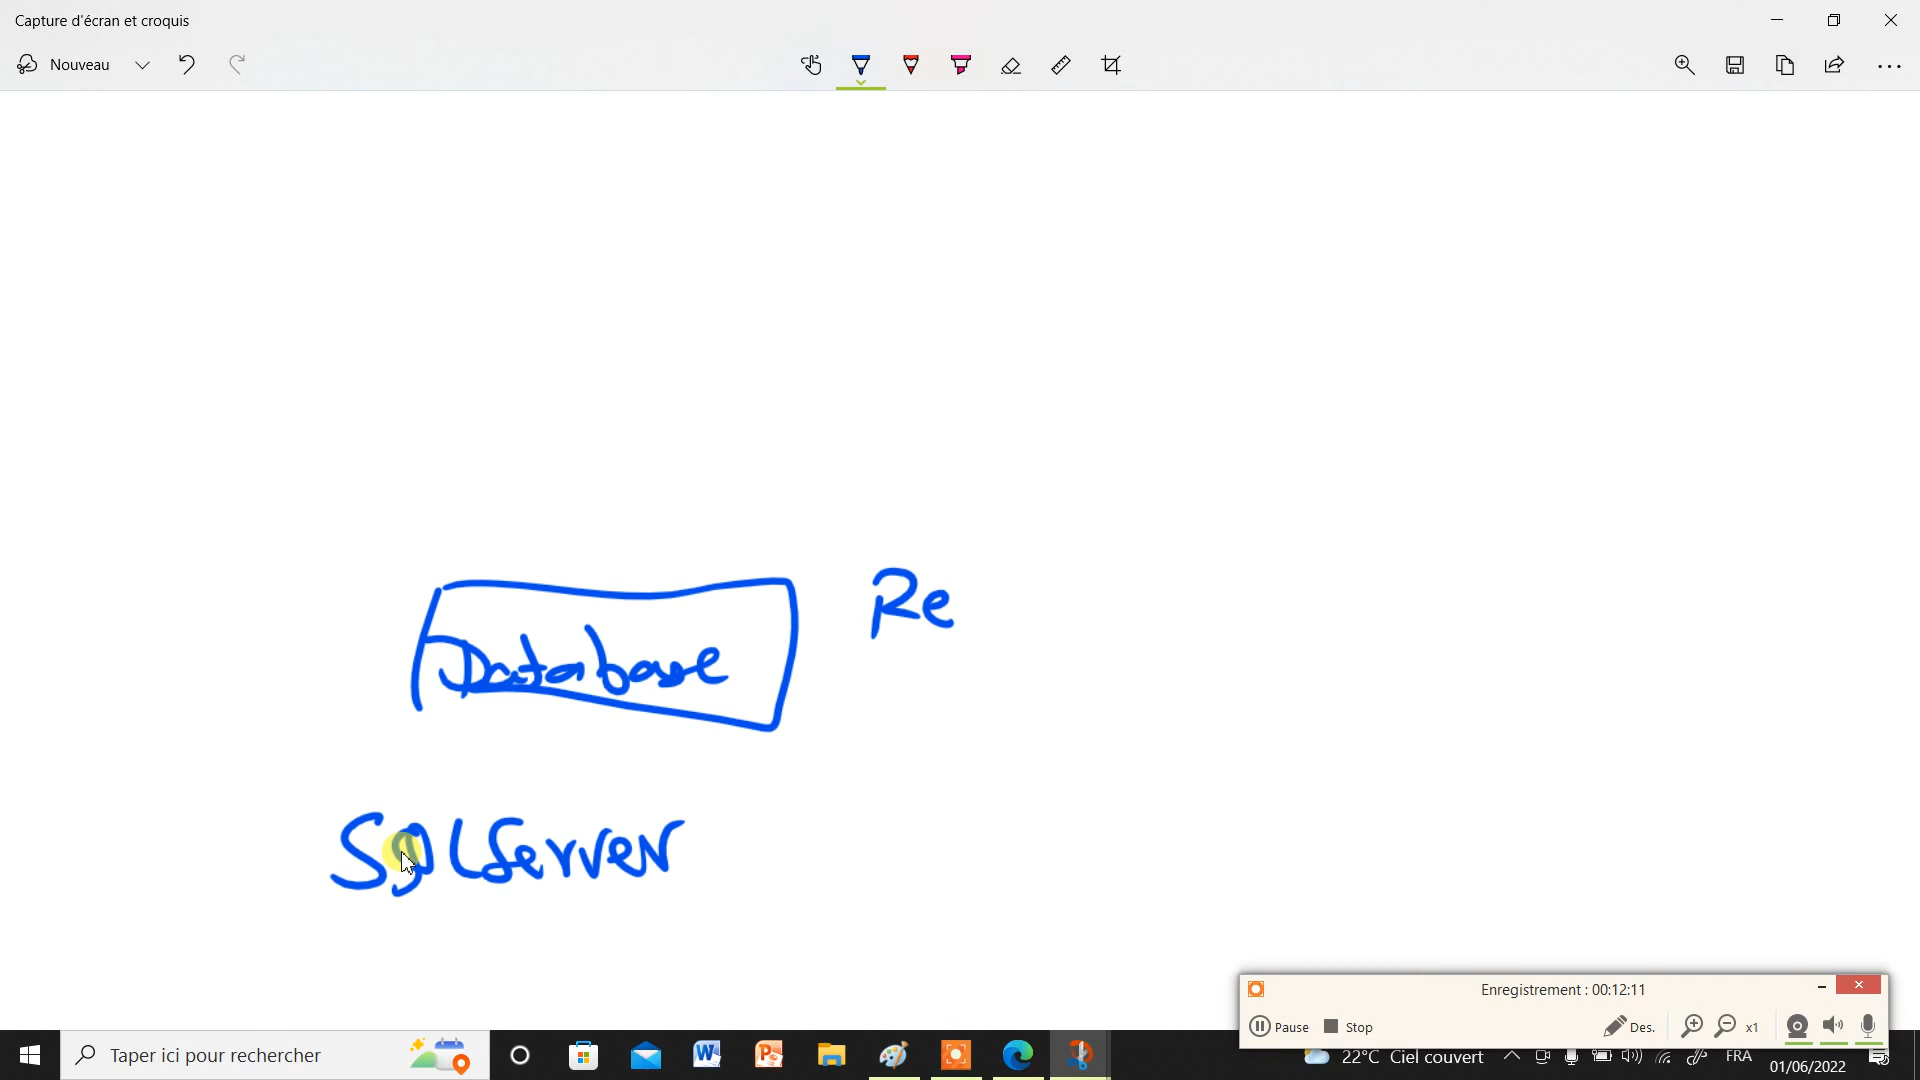 Capture d'écran et croquis
Nouveau
Re
Database
SqlServer
Enregistrement : 00:12:11
Pause Stop Des. x1
Taper ici pour rechercher
22°C Ciel couvert FRA
01/06/2022